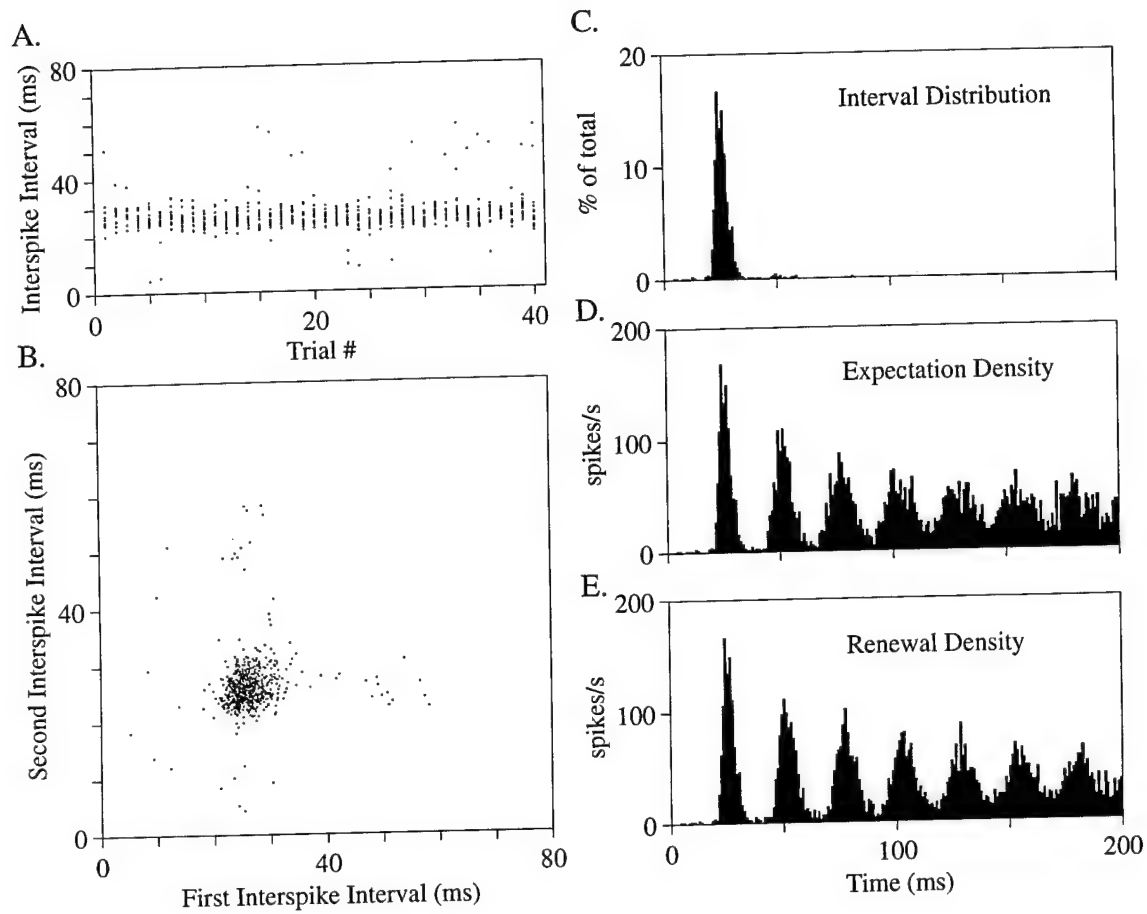 A.
Interspike Interval (ms)
80
40
0
0
20
40
Trial #
B.
Second Interspike Interval (ms)
80
40
0
0
40
80
First Interspike Interval (ms)
C.
% of total
20
10
0
Interval Distribution
D.
spikes/s
200
100
0
Expectation Density
E.
spikes/s
200
100
0
Renewal Density
0
100
200
Time (ms)